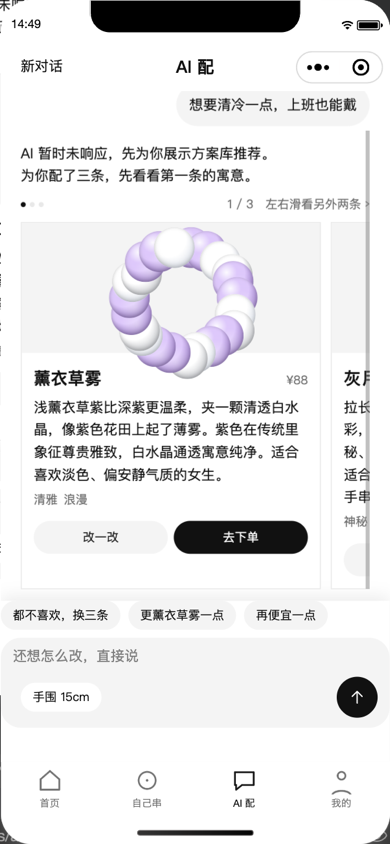 14:49
新对话
AI 配
想要清冷一点，上班也能戴
AI 暂时未响应，先为你展示方案库推荐。
为你配了三条，先看看第一条的寓意。
1 / 3 左右滑看另外两条 >
薰衣草雾 ¥88
浅薰衣草紫比深紫更温柔，夹一颗清透白水
晶，像紫色花田上起了薄雾。紫色在传统里
象征尊贵雅致，白水晶通透寓意纯净。适合
喜欢淡色、偏安静气质的女生。
清雅 浪漫
改一改
去下单
灰月
拉长
彩，
秘、
适合
手串
神秘
都不喜欢，换三条
更薰衣草雾一点
再便宜一点
还想怎么改，直接说
手围 15cm
首页
自己串
AI 配
我的